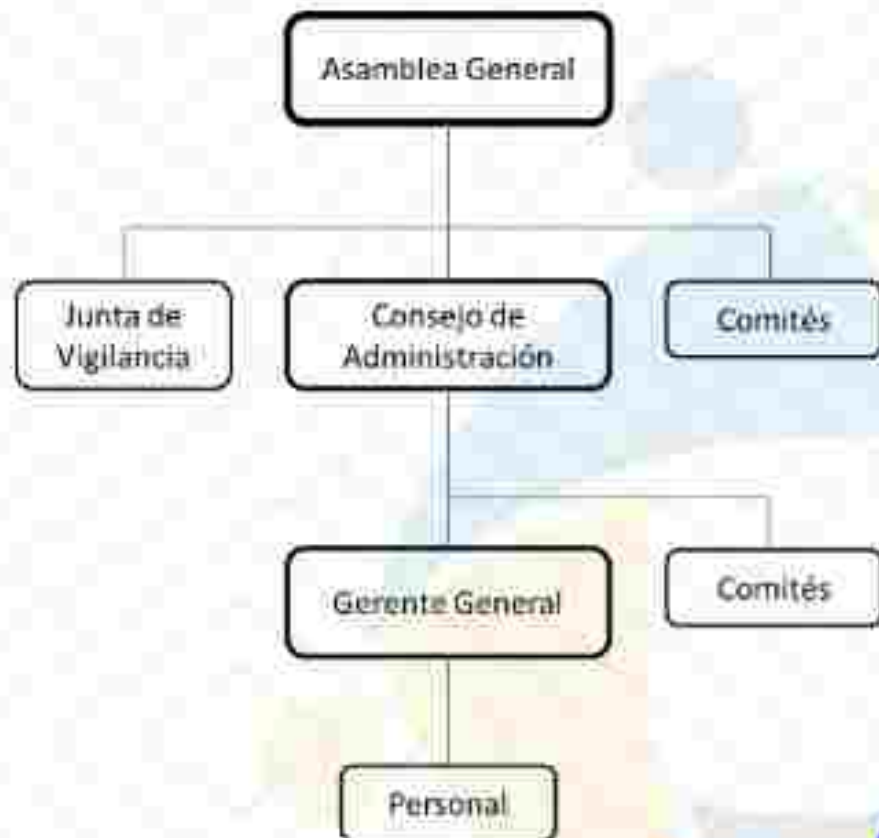 Asamblea General
Junta de
Vigilancia
Consejo de
Administración
Comités
Gerente General
Comités
Personal